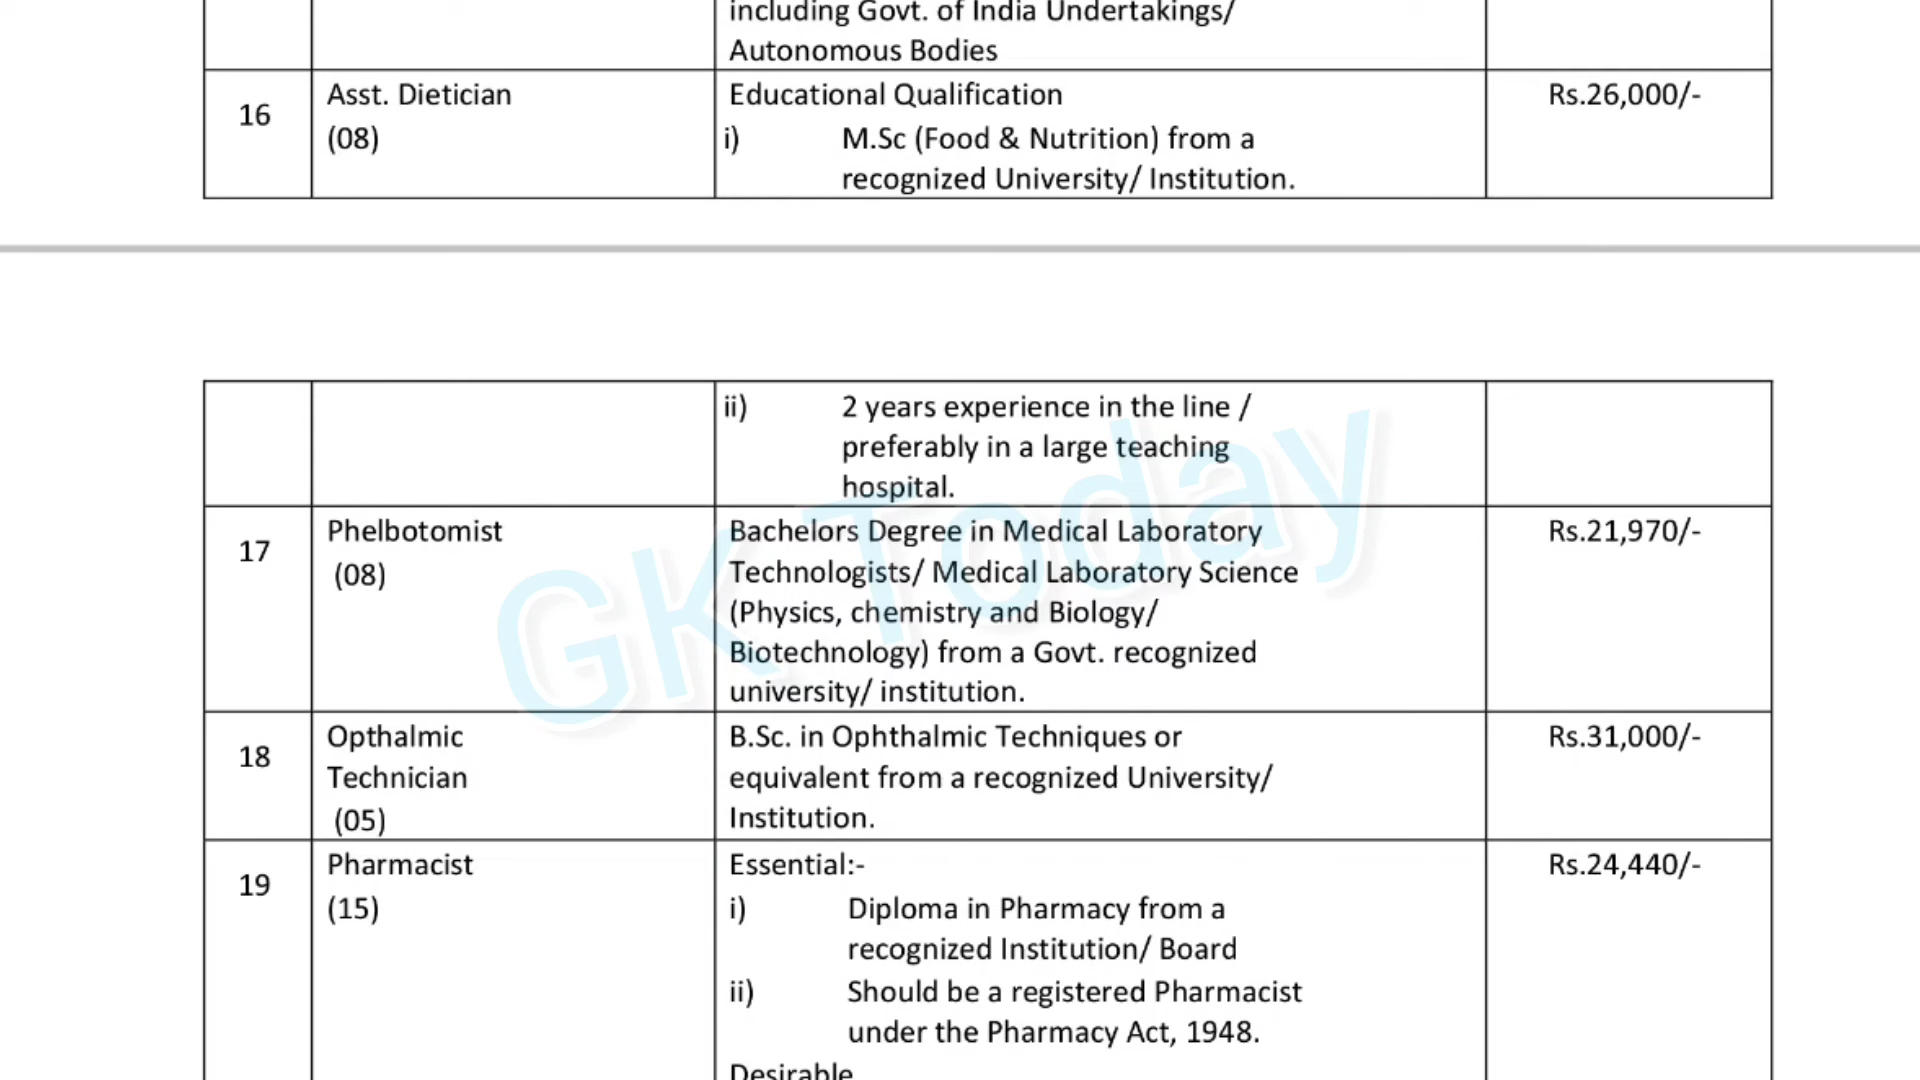 including Govt. of India Undertakings/
Autonomous Bodies
16
Asst. Dietician
(08)
Educational Qualification
i) M.Sc (Food & Nutrition) from a
recognized University/ Institution.
Rs.26,000/-
ii) 2 years experience in the line /
preferably in a large teaching
hospital.
17
Phelbotomist
(08)
Bachelors Degree in Medical Laboratory
Technologists/ Medical Laboratory Science
(Physics, chemistry and Biology/
Biotechnology) from a Govt. recognized
university/ institution.
Rs.21,970/-
18
Opthalmic
Technician
(05)
B.Sc. in Ophthalmic Techniques or
equivalent from a recognized University/
Institution.
Rs.31,000/-
19
Pharmacist
(15)
Essential:-
i) Diploma in Pharmacy from a
recognized Institution/ Board
ii) Should be a registered Pharmacist
under the Pharmacy Act, 1948.
Desirable
Rs.24,440/-
GK Today